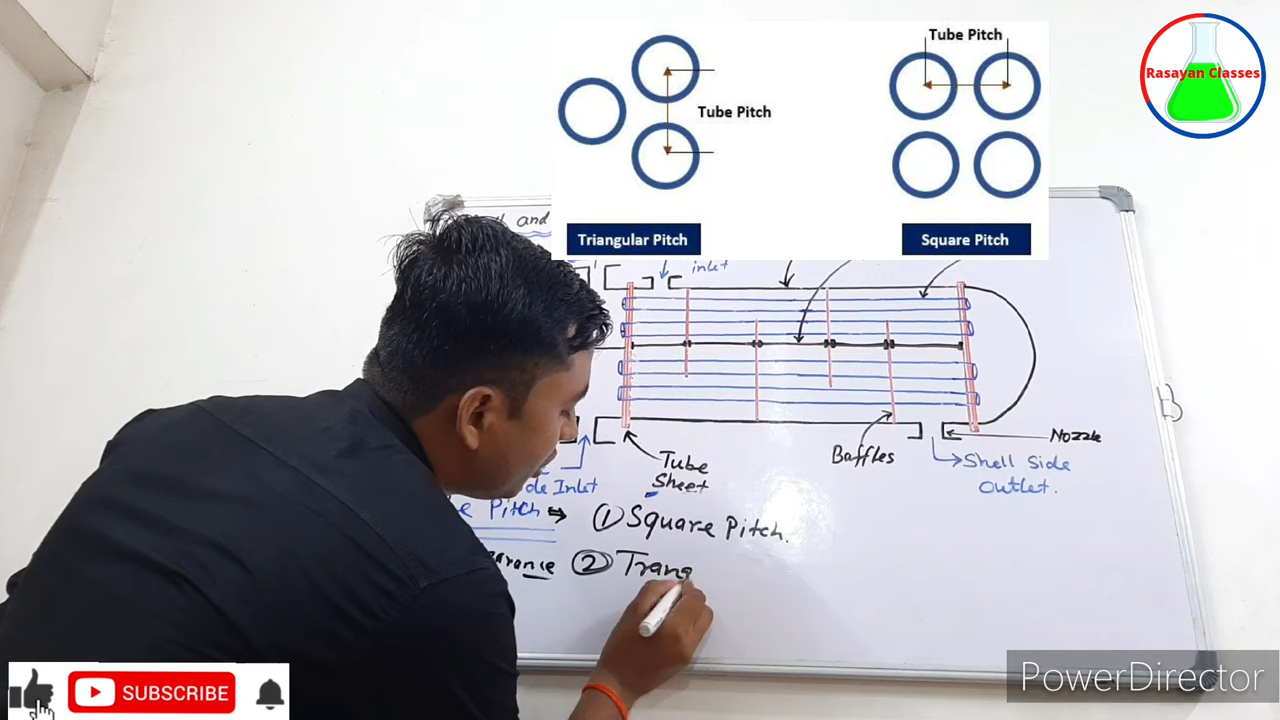 Tube Pitch
Tube Pitch
Rasayan Classes
Triangular Pitch
Square Pitch
and
inlet
Nozzle
Baffles
Tube
Sheet
Shell Side
Outlet.
Inlet
Pitch ⇒ ① Square Pitch.
② Trang
SUBSCRIBE
PowerDirector